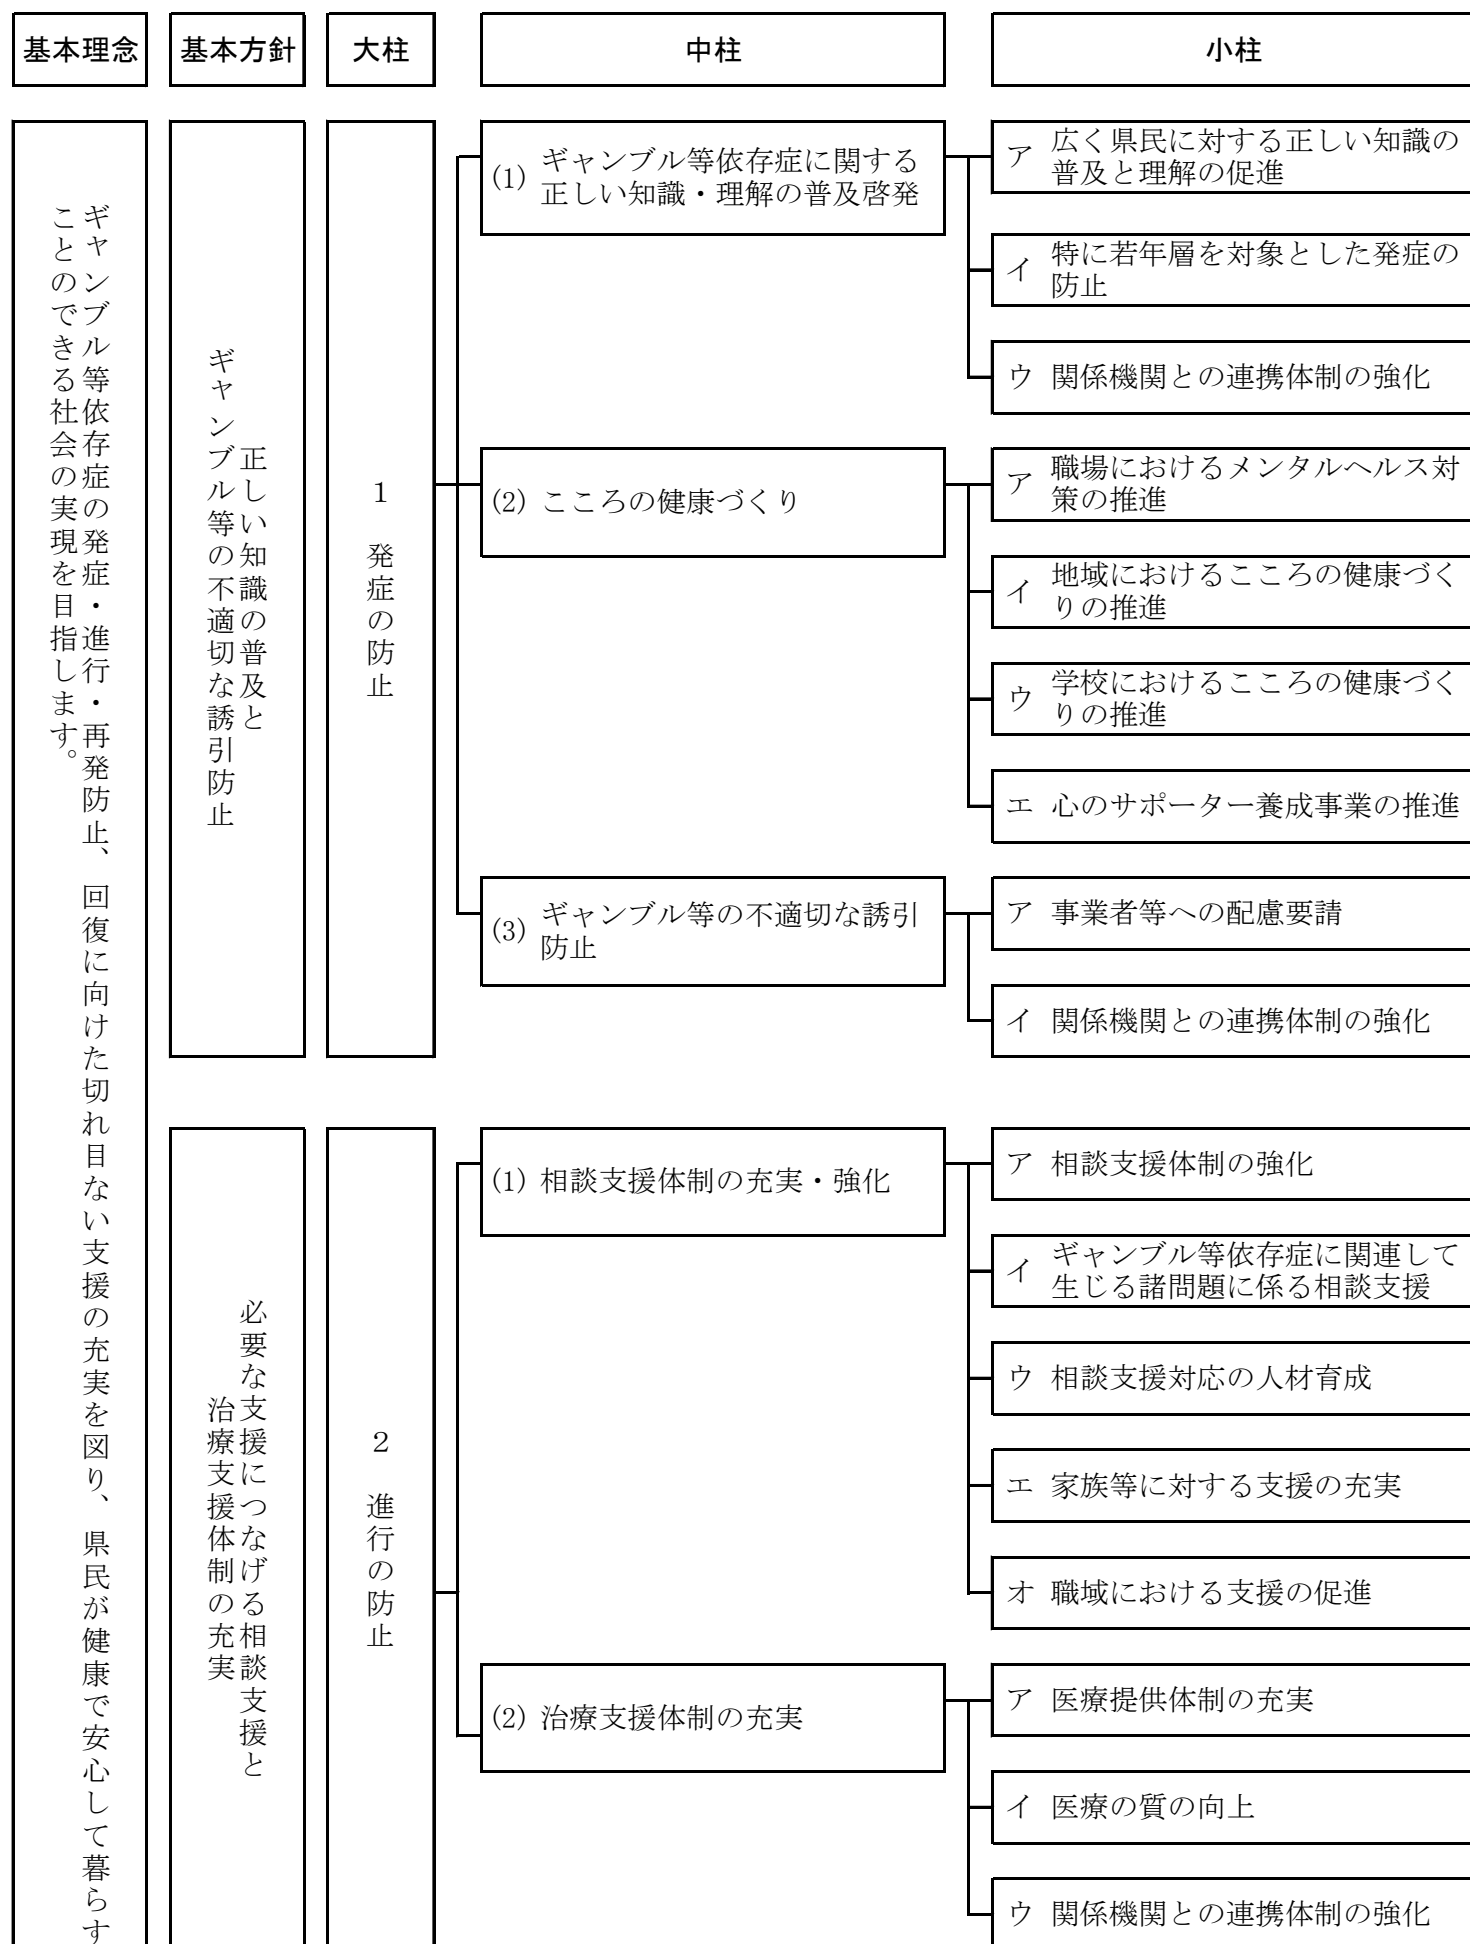 基本理念
基本方針
大柱
中柱
小柱
ギャンブル等依存症の発症・進行・再発防止、回復に向けた切れ目ない支援の充実を図り、県民が健康で安心して暮らす
ことのできる社会の実現を目指します。
正しい知識の普及と
ギャンブル等の不適切な誘引防止
1 発症の防止
(1) ギャンブル等依存症に関する
正しい知識・理解の普及啓発
ア 広く県民に対する正しい知識の
普及と理解の促進
イ 特に若年層を対象とした発症の
防止
ウ 関係機関との連携体制の強化
(2) こころの健康づくり
ア 職場におけるメンタルヘルス対
策の推進
イ 地域におけるこころの健康づく
りの推進
ウ 学校におけるこころの健康づく
りの推進
エ 心のサポーター養成事業の推進
(3) ギャンブル等の不適切な誘引
防止
ア 事業者等への配慮要請
イ 関係機関との連携体制の強化
必要な支援につなげる相談支援と
治療支援体制の充実
2 進行の防止
(1) 相談支援体制の充実・強化
ア 相談支援体制の強化
イ ギャンブル等依存症に関連して
生じる諸問題に係る相談支援
ウ 相談支援対応の人材育成
エ 家族等に対する支援の充実
オ 職域における支援の促進
(2) 治療支援体制の充実
ア 医療提供体制の充実
イ 医療の質の向上
ウ 関係機関との連携体制の強化